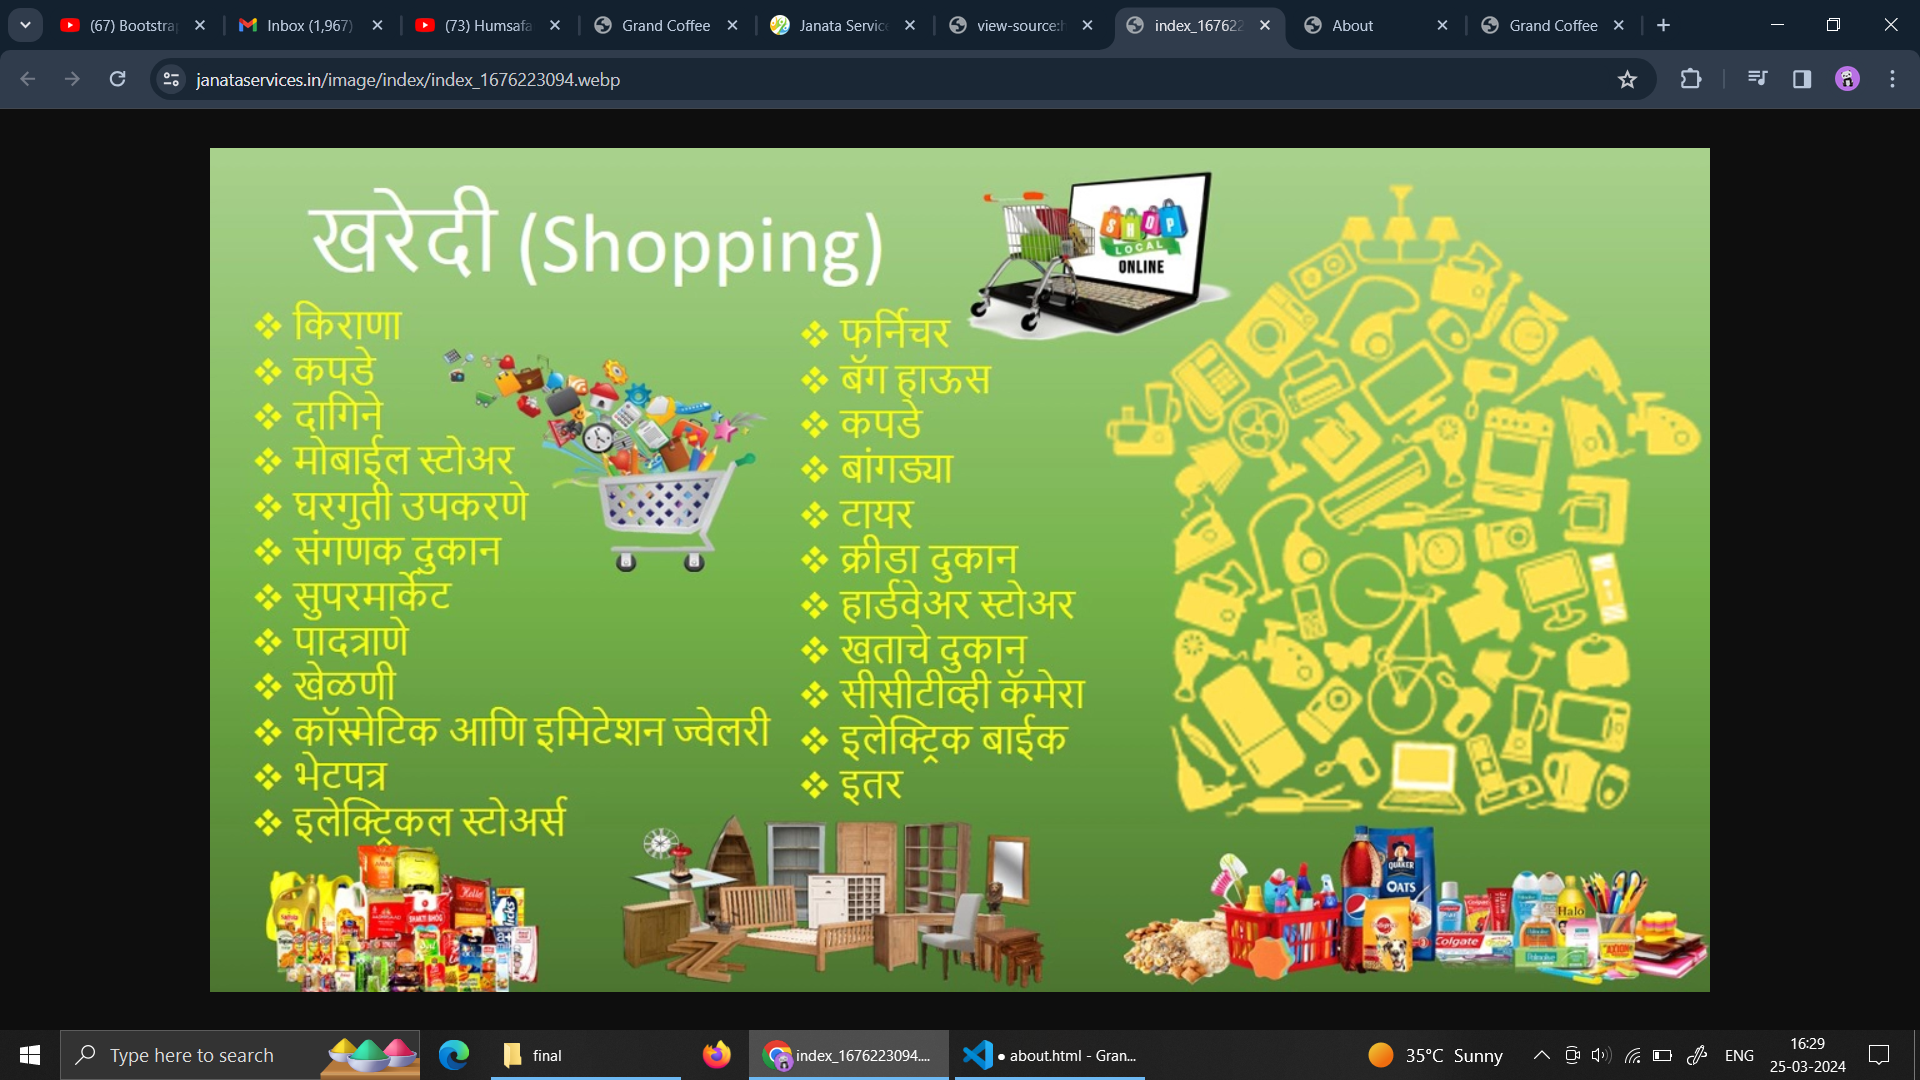 (67) Bootstrap
Inbox (1,967)
(73) Humsafa
Grand Coffee
Janata Service
view-source:h
index_167622
About
Grand Coffee
janataservices.in/image/index/index_1676223094.webp
खरेदी (Shopping)
SHOP
LOCAL
ONLINE
❖ किराणा
❖ कपडे
❖ दागिने
❖ मोबाईल स्टोअर
❖ घरगुती उपकरणे
❖ संगणक दुकान
❖ सुपरमार्केट
❖ पादत्राणे
❖ खेळणी
❖ कॉस्मेटिक आणि इमिटेशन ज्वेलरी
❖ भेटपत्र
❖ इलेक्ट्रिकल स्टोअर्स
❖ फर्निचर
❖ बॅग हाऊस
❖ कपडे
❖ बांगड्या
❖ टायर
❖ क्रीडा दुकान
❖ हार्डवेअर स्टोअर
❖ खताचे दुकान
❖ सीसीटीव्ही कॅमेरा
❖ इलेक्ट्रिक बाईक
❖ इतर
QUAKER
OATS
Pedigree
Colgate
Halo
Palmolive
Type here to search
final
index_1676223094....
● about.html - Gran...
35°C Sunny
ENG
16:29
25-03-2024